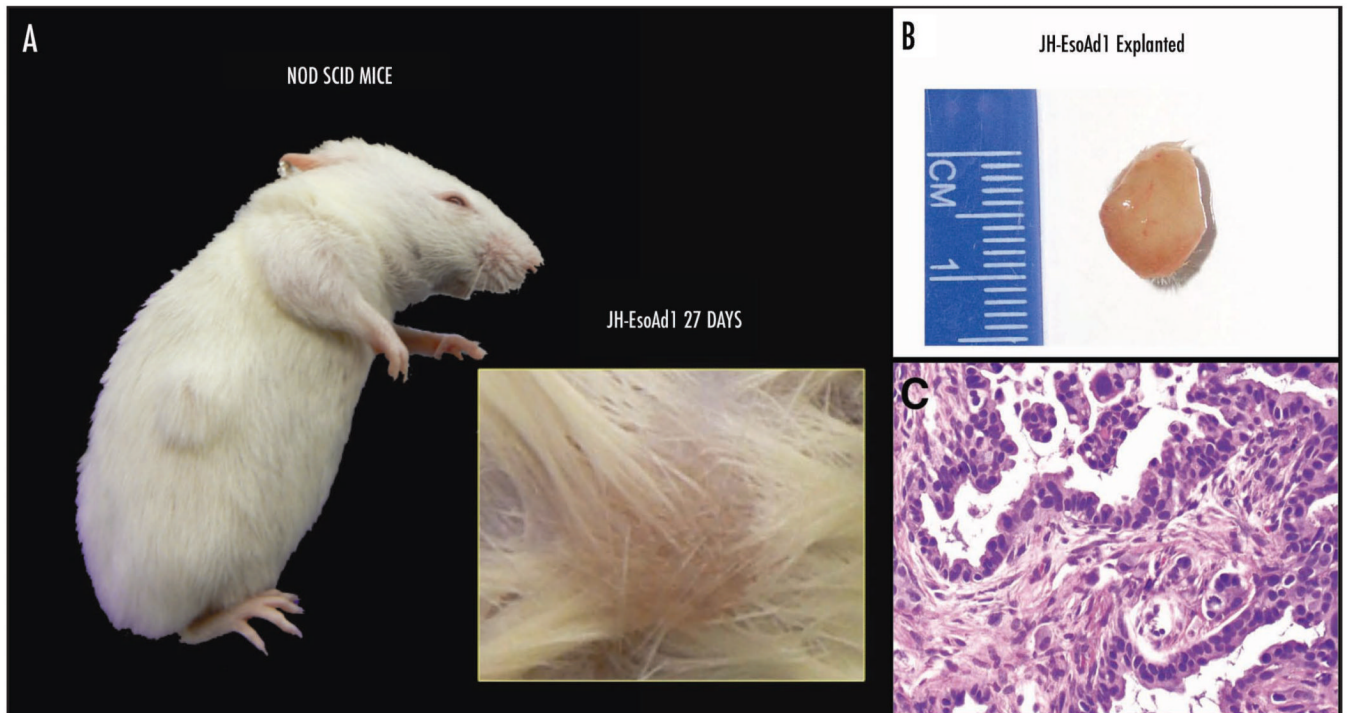 A
NOD SCID MICE
JH-EsoAd1 27 DAYS
B
JH-EsoAd1 Explanted
CM
1
C